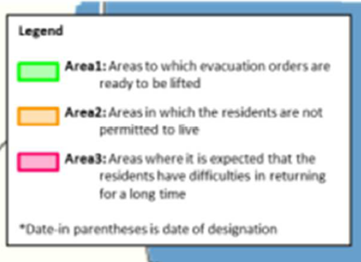 Legend
Area1: Areas to which evacuation orders are
ready to be lifted
Area2: Areas in which the residents are not
permitted to live
Area3: Areas where it is expected that the
residents have difficulties in returning
for a long time
*Date-in parentheses is date of designation